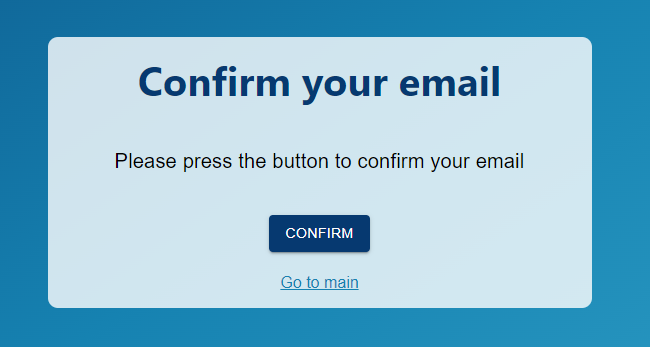 Confirm your email
Please press the button to confirm your email
CONFIRM
Go to main